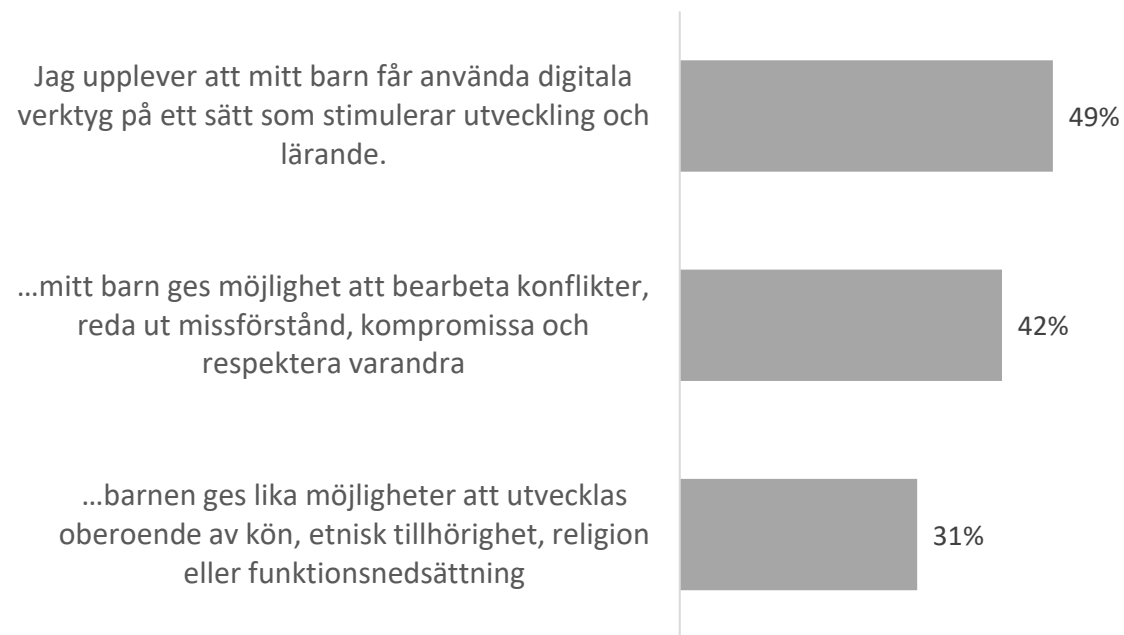 Jag upplever att mitt barn får använda digitala
verktyg på ett sätt som stimulerar utveckling och
lärande.
49%
…mitt barn ges möjlighet att bearbeta konflikter,
reda ut missförstånd, kompromissa och
respektera varandra
42%
…barnen ges lika möjligheter att utvecklas
oberoende av kön, etnisk tillhörighet, religion
eller funktionsnedsättning
31%